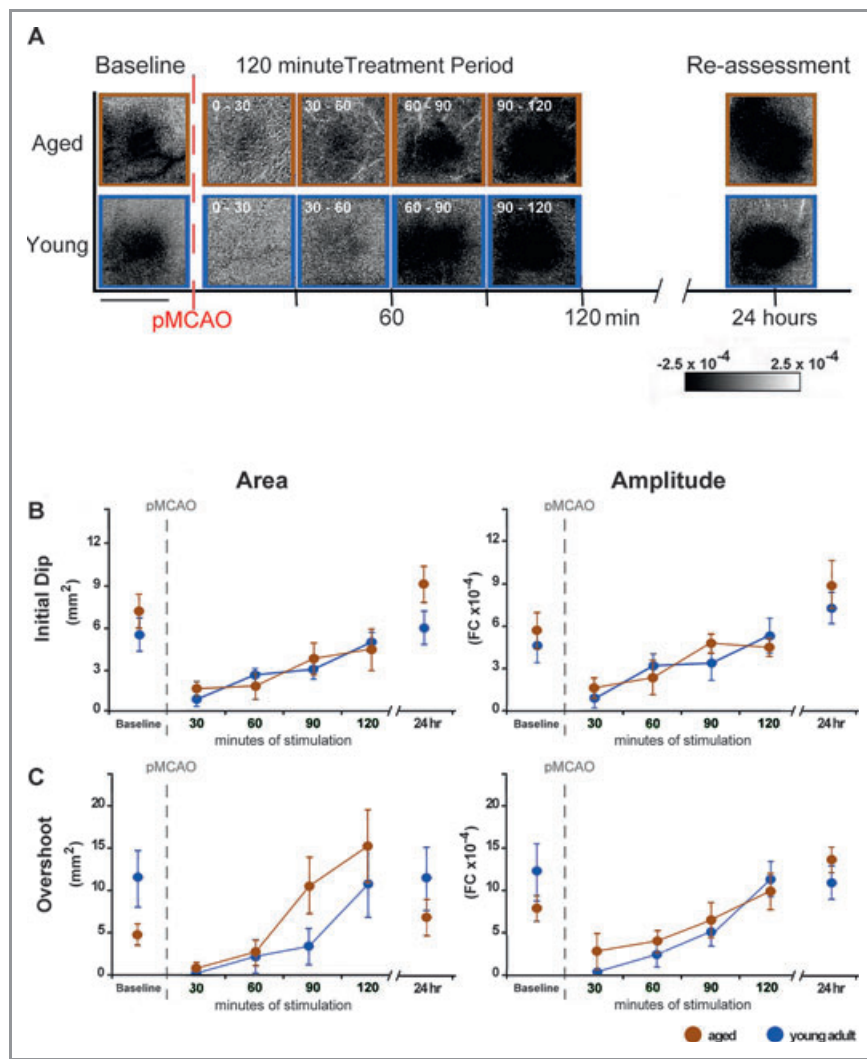 A
Baseline 120 minuteTreatment Period Re-assessment
Aged
0 - 30 30 - 60 60 - 90 90 - 120
Young
0 - 30 30 - 60 60 - 90 90 - 120
pMCAO 60 120 min 24 hours
-2.5 x 10-4 2.5 x 10-4
Area Amplitude
B
pMCAO pMCAO
Initial Dip
(mm2)
(FC x10-4)
12 12
9 9
6 6
3 3
0 0
Baseline 30 60 90 120 24 hr Baseline 30 60 90 120 24 hr
minutes of stimulation minutes of stimulation
C
pMCAO pMCAO
Overshoot
(mm2)
(FC x10-4)
20 20
15 15
10 10
5 5
0 0
Baseline 30 60 90 120 24 hr Baseline 30 60 90 120 24 hr
minutes of stimulation minutes of stimulation
aged young adult